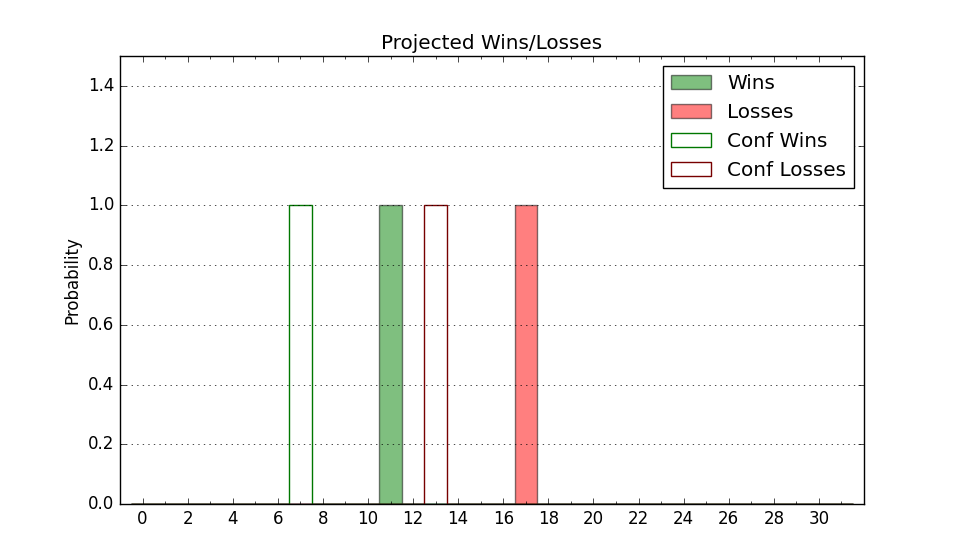 Projected Wins/Losses
Wins
Losses
Conf Wins
Conf Losses
Probability
1.4
1.2
1.0
0.8
0.6
0.4
0.2
0.0
0 2 4 6 8 10 12 14 16 18 20 22 24 26 28 30